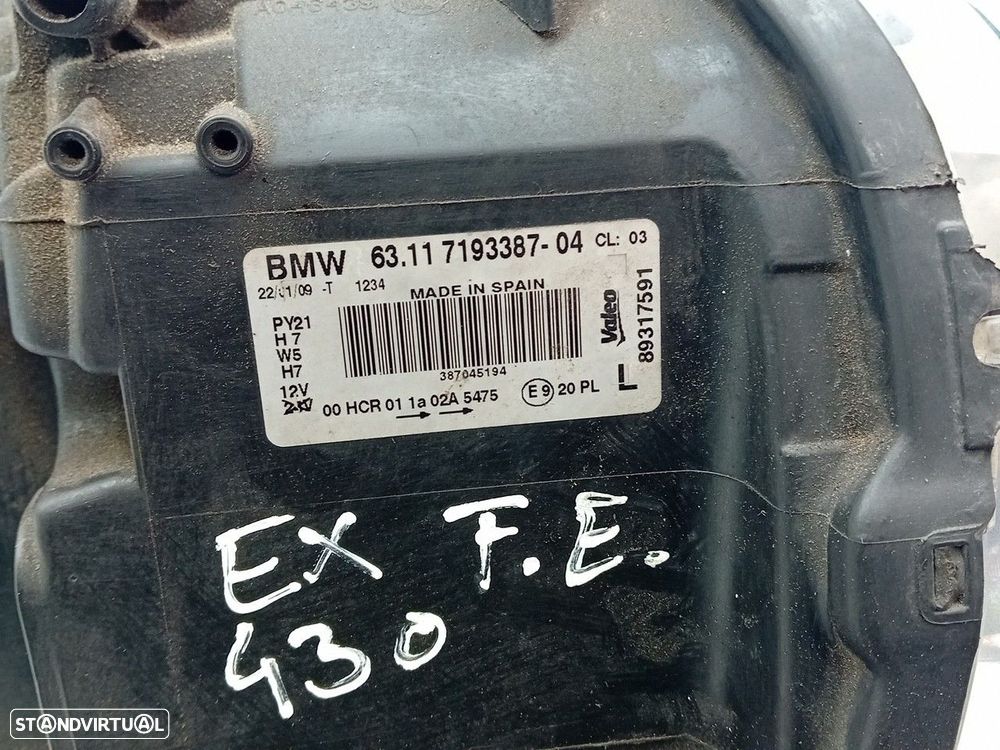 BMW 63.11 7193387-04 CL: 03
22/01/09 -T 1234 MADE in SPAIN
PY21
H7
W5
H7
12V
387045194
Valeo
89317591
L
00 HCR 01 1a 02A 5475 E9 20 PL
EX F.E.
430
STANDVIRTUAL